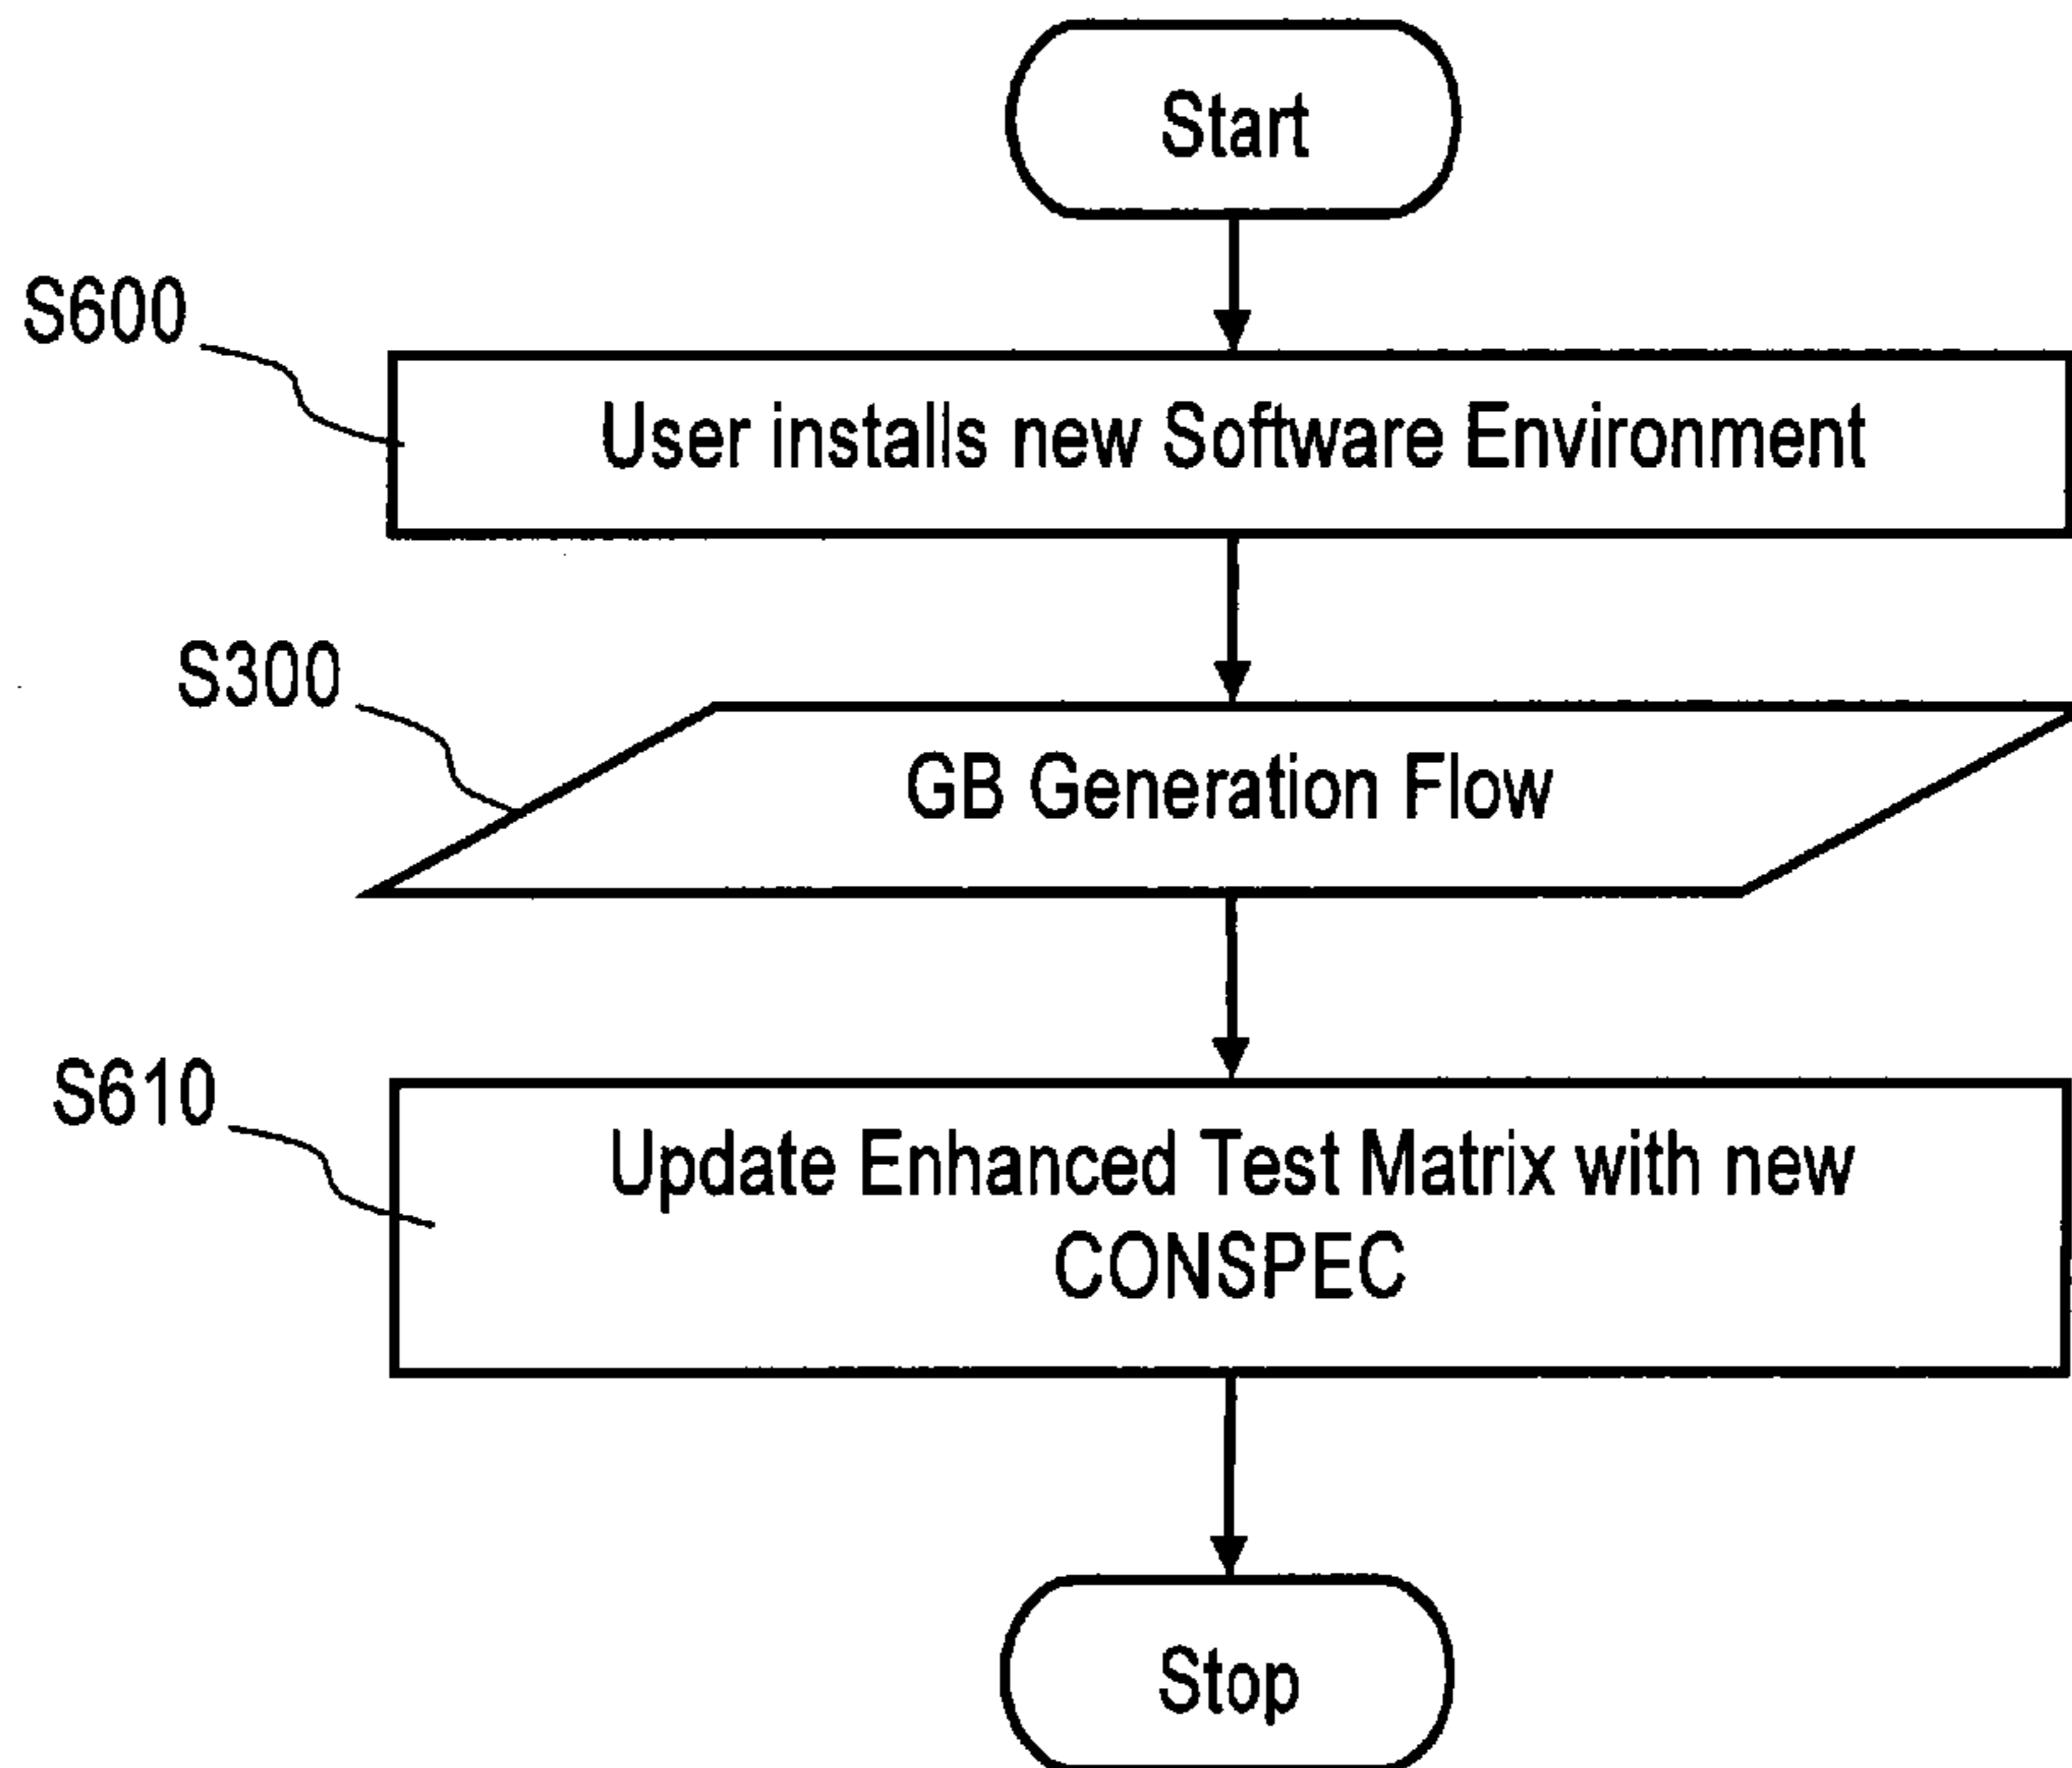 Start
S600
User installs new Software Environment
S300
GB Generation Flow
S610
Update Enhanced Test Matrix with new
CONSPEC
Stop